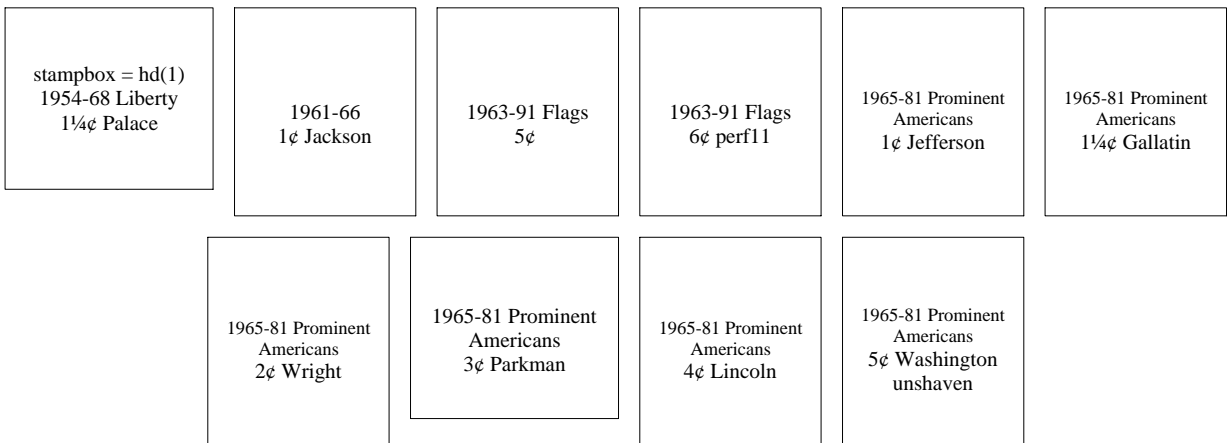 stampbox = hd(1)
1954-68 Liberty
1¼¢ Palace
1961-66
1¢ Jackson
1963-91 Flags
5¢
1963-91 Flags
6¢ perf11
1965-81 Prominent
Americans
1¢ Jefferson
1965-81 Prominent
Americans
1¼¢ Gallatin
1965-81 Prominent
Americans
2¢ Wright
1965-81 Prominent
Americans
3¢ Parkman
1965-81 Prominent
Americans
4¢ Lincoln
1965-81 Prominent
Americans
5¢ Washington
unshaven